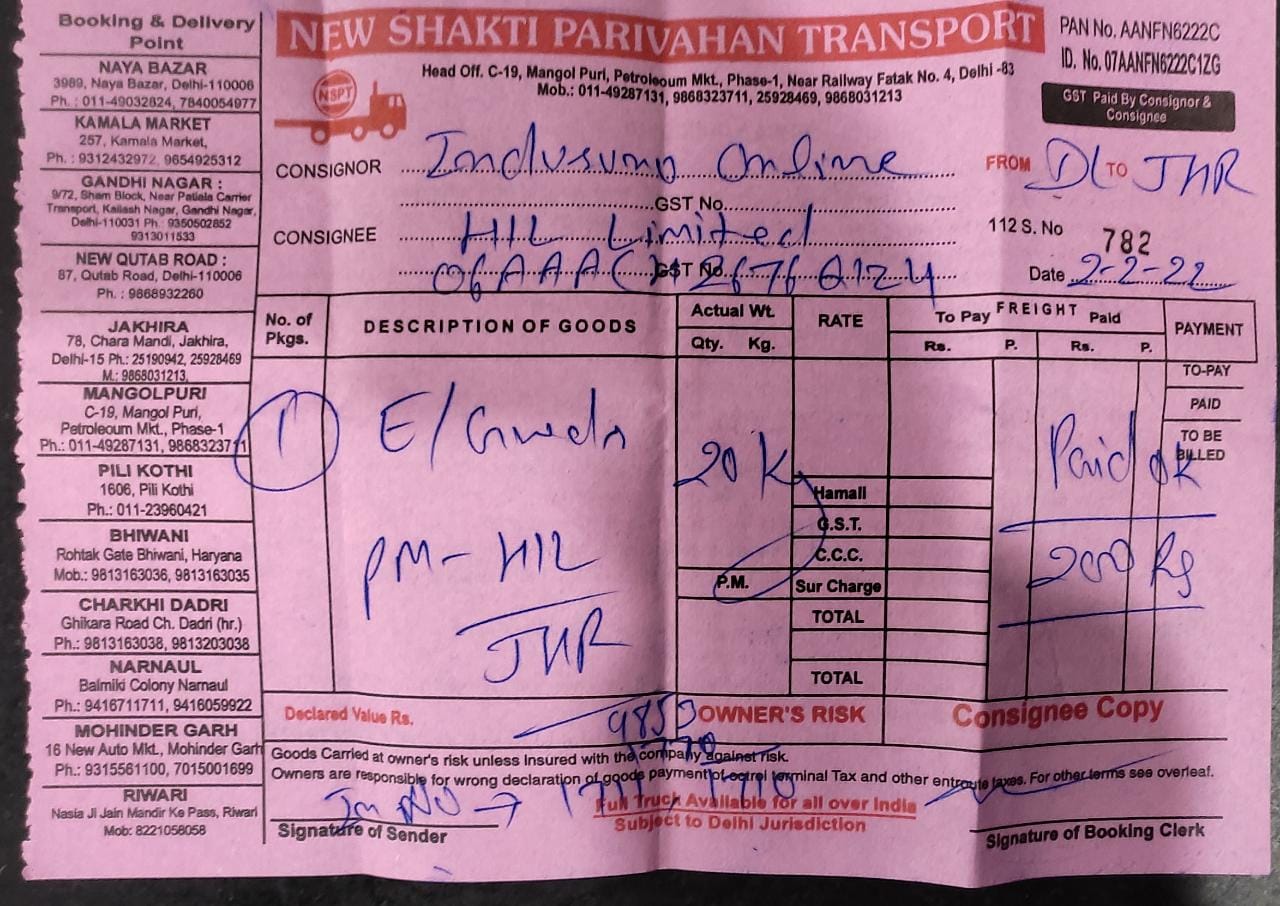 Booking & Delivery
Point
NAYA BAZAR
3989, Naya Bazar, Delhi-110006
Ph. : 011-49032824, 7840054977
KAMALA MARKET
257, Kamala Market,
Ph. : 9312432972, 9654925312
GANDHI NAGAR :
9/72, Sham Block, Near Patiala Carrier
Transport, Kailash Nagar, Gandhi Nagar,
Delhi-110031 Ph.: 9350502852
9313011533
NEW QUTAB ROAD :
87, Qutab Road, Delhi-110006
Ph. : 9868932260
JAKHIRA
78, Chara Mandi, Jakhira,
Delhi-15 Ph.: 25190942, 25928469
M.: 9868031213,
MANGOLPURI
C-19, Mangol Puri,
Petroleoum Mkt., Phase-1
Ph.: 011-49287131, 9868323711
PILI KOTHI
1606, Pili Kothi
Ph.: 011-23960421
BHIWANI
Rohtak Gate Bhiwani, Haryana
Mob.: 9813163036, 9813163035
CHARKHI DADRI
Ghikara Road Ch. Dadri (hr.)
Ph.: 9813163038, 9813203038
NARNAUL
Balmiki Colony Narnaul
Ph.: 9416711711, 9416059922
MOHINDER GARH
16 New Auto Mkt., Mohinder Garh
Ph.: 9315561100, 7015001699
RIWARI
Nasia Ji Jain Mandir Ke Pass, Riwari
Mob: 8221058058
NEW SHAKTI PARIVAHAN TRANSPORT
NSPT
Head Off. C-19, Mangol Puri, Petroleoum Mkt., Phase-1, Near Railway Fatak No. 4, Delhi -83
Mob.: 011-49287131, 9868323711, 25928469, 9868031213
PAN No. AANFN6222C
ID. No. 07AANFN6222C1ZG
GST Paid By Consignor &
Consignee
CONSIGNOR Online
FROM DL TO JHR
GST No.
CONSIGNEE HIL Limited
112 S. No 782
GST No.
Date 2-2-22
No. of Pkgs. DESCRIPTION OF GOODS Actual Wt. Qty. Kg. RATE FREIGHT To Pay Rs. P. Paid Rs. P. PAYMENT
TO-PAY
PAID
TO BE BILLED
1 E/Goods 20 K Paid ok
Hamali
G.S.T.
C.C.C.
PM- HIL 2000 Rs
P.M. Sur Charge
JHR
TOTAL
TOTAL
Declared Value Rs. OWNER'S RISK Consignee Copy
Goods Carried at owner's risk unless Insured with the company against risk.
Owners are responsible for wrong declaration of goods payment of octroi terminal Tax and other entroute taxes. For other terms see overleaf.
Full Truck Available for all over India
Subject to Delhi Jurisdiction
Signature of Sender
Signature of Booking Clerk